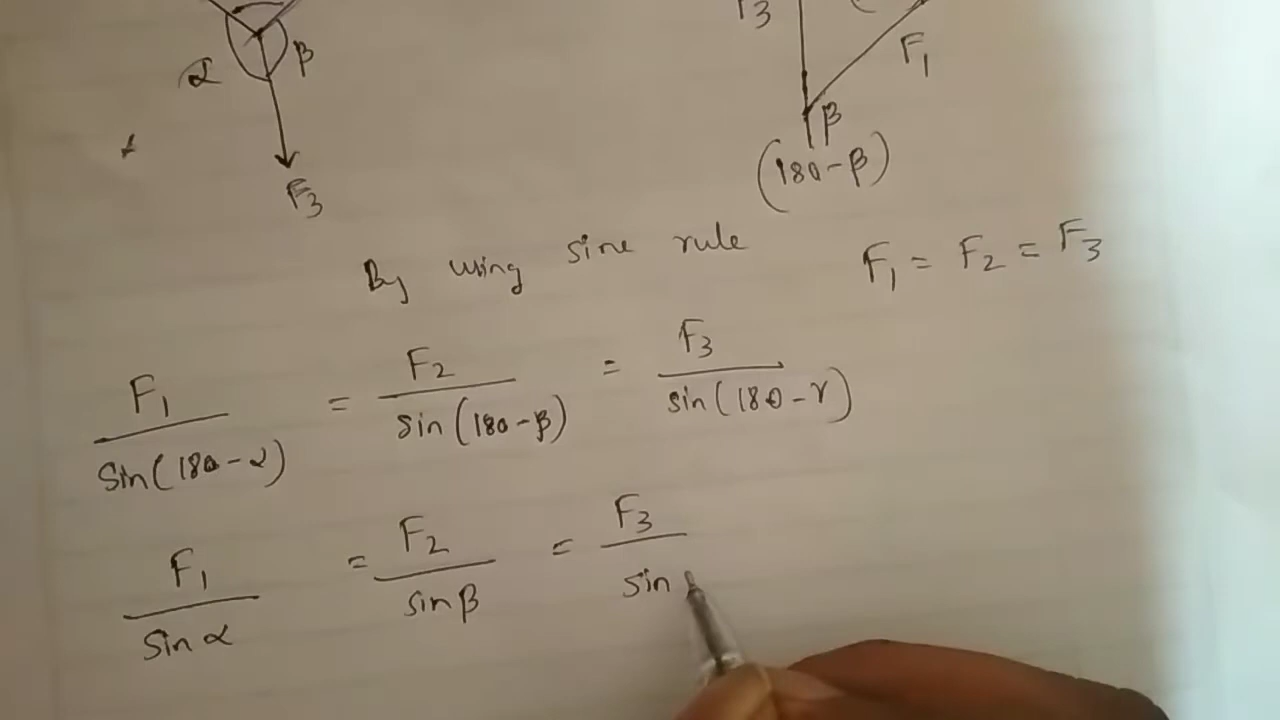 F3
α β
F1
β
(180-β)
F3
By using sine rule
F1 = F2 = F3
F1 / Sin(180-α) = F2 / sin(180-β) = F3 / sin(180-γ)
F1 / Sin α = F2 / sin β = F3 / sin